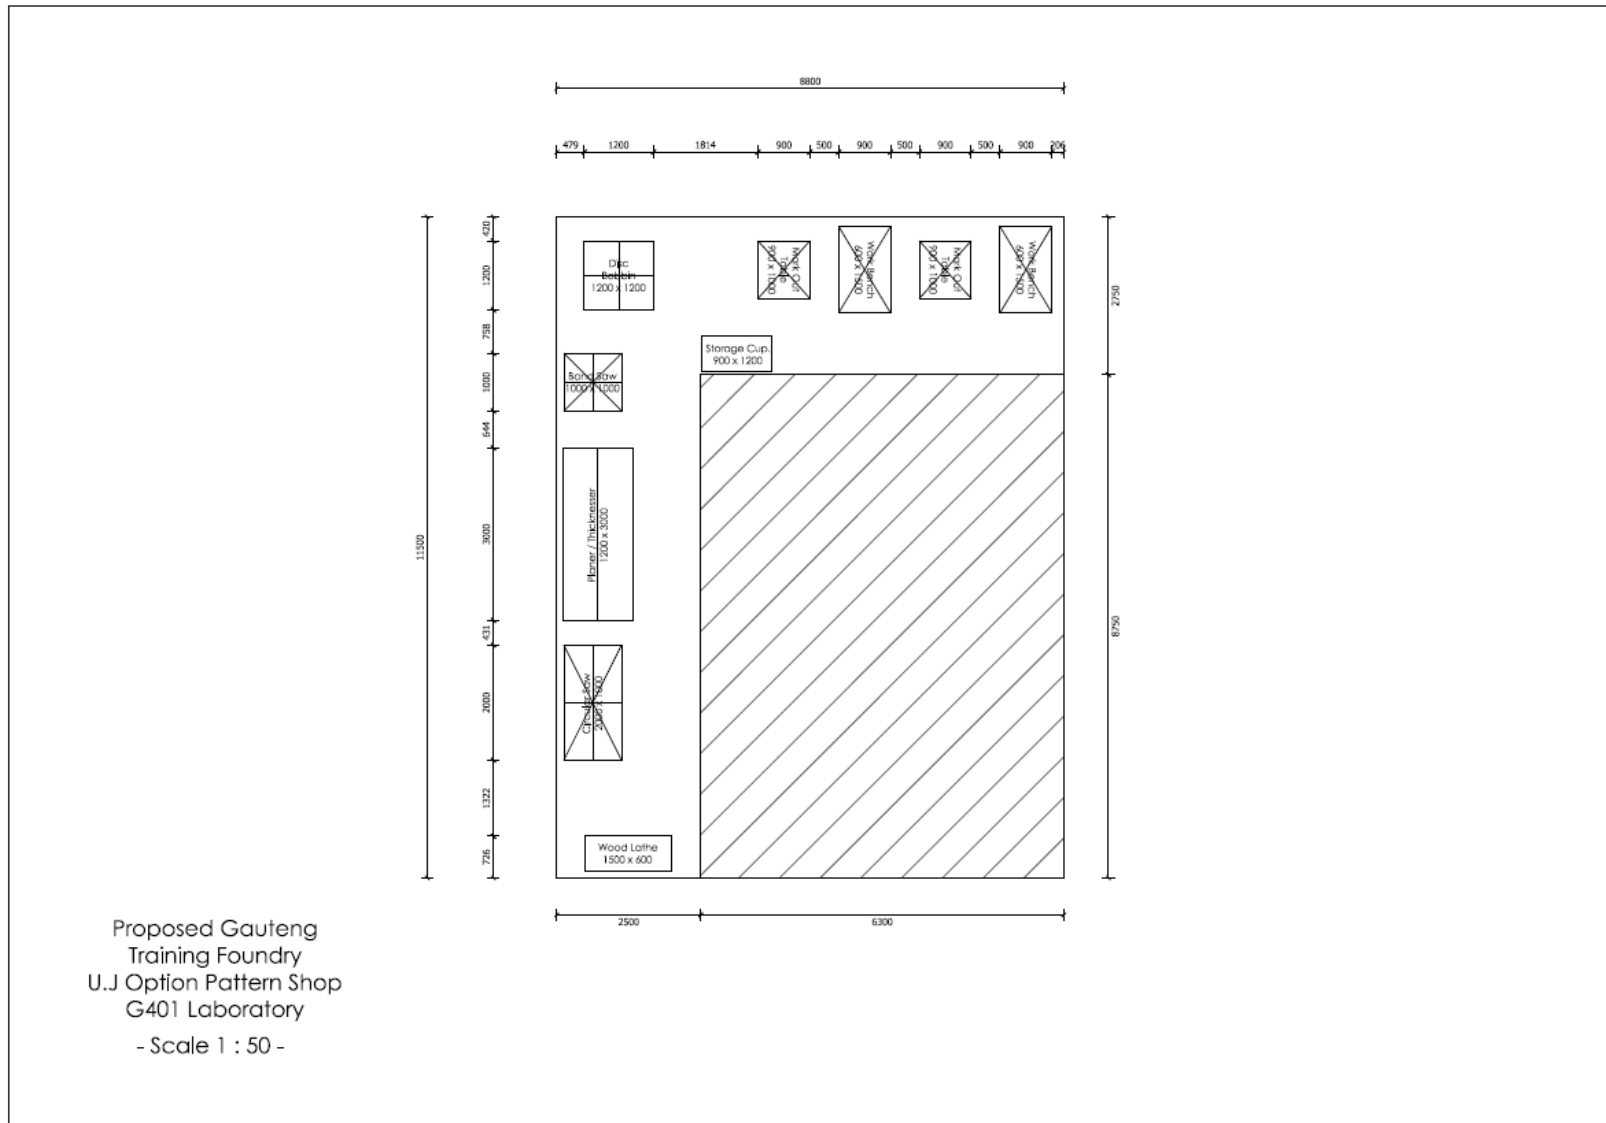 8800
479 1200 1814 900 500 900 500 900 500 900 206
11500
420
1200
758
1000
644
3000
431
2000
1322
726
Disc
Bobbin
1200 x 1200
Mark Out
Table
900 x 1000
Work Bench
600 x 1500
Mark Out
Table
900 x 1000
Work Bench
600 x 1500
2750
Storage Cup.
900 x 1200
Band Saw
1000 x 1000
Planer / Thicknesser
1200 x 3000
8750
Circular Saw
2000 x 1600
Wood Lathe
1500 x 600
2500 6300
Proposed Gauteng
Training Foundry
U.J Option Pattern Shop
G401 Laboratory
- Scale 1 : 50 -